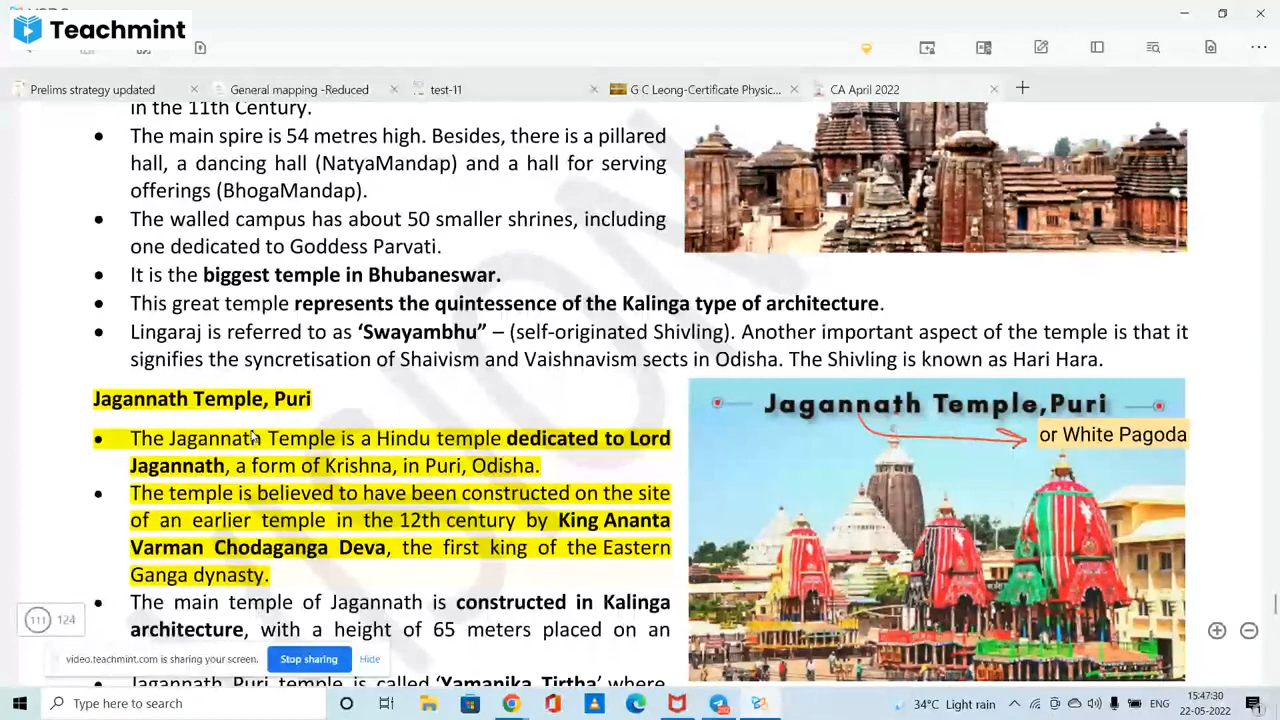 Teachmint
Prelims strategy updated
General mapping -Reduced
test-11
G C Leong-Certificate Physic...
CA April 2022
in the 11th Century.
The main spire is 54 metres high. Besides, there is a pillared
hall, a dancing hall (NatyaMandap) and a hall for serving
offerings (BhogaMandap).
The walled campus has about 50 smaller shrines, including
one dedicated to Goddess Parvati.
It is the biggest temple in Bhubaneswar.
This great temple represents the quintessence of the Kalinga type of architecture.
Lingaraj is referred to as ‘Swayambhu” – (self-originated Shivling). Another important aspect of the temple is that it
signifies the syncretisation of Shaivism and Vaishnavism sects in Odisha. The Shivling is known as Hari Hara.
Jagannath Temple, Puri
The Jagannath Temple is a Hindu temple dedicated to Lord
Jagannath, a form of Krishna, in Puri, Odisha.
The temple is believed to have been constructed on the site
of an earlier temple in the 12th century by King Ananta
Varman Chodaganga Deva, the first king of the Eastern
Ganga dynasty.
The main temple of Jagannath is constructed in Kalinga
architecture, with a height of 65 meters placed on an
Jagannath Puri temple is called ‘Yamanika Tirtha’ where,
Jagannath Temple,Puri
or White Pagoda
111 124
video.teachmint.com is sharing your screen.
Stop sharing
Hide
Type here to search
34°C Light rain
ENG
15:47:30
22-05-2022